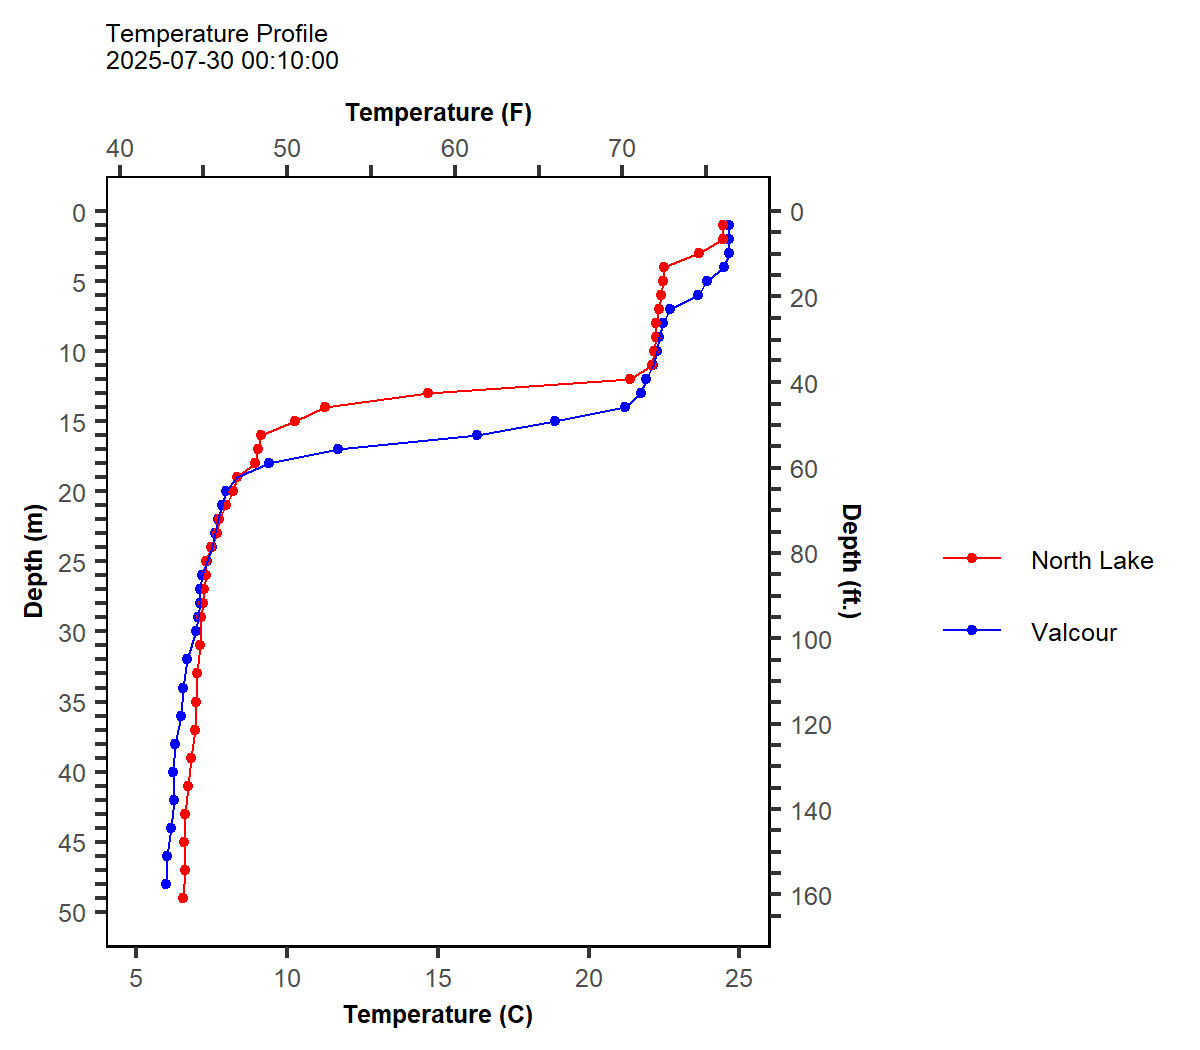 Temperature Profile
2025-07-30 00:10:00
Temperature (F)
40 50 60 70
0 0
5
20
10
40
15
60
20
Depth (m)
Depth (ft.)
80
25
North Lake
30
Valcour
100
35
120
40
140
45
160
50
5 10 15 20 25
Temperature (C)